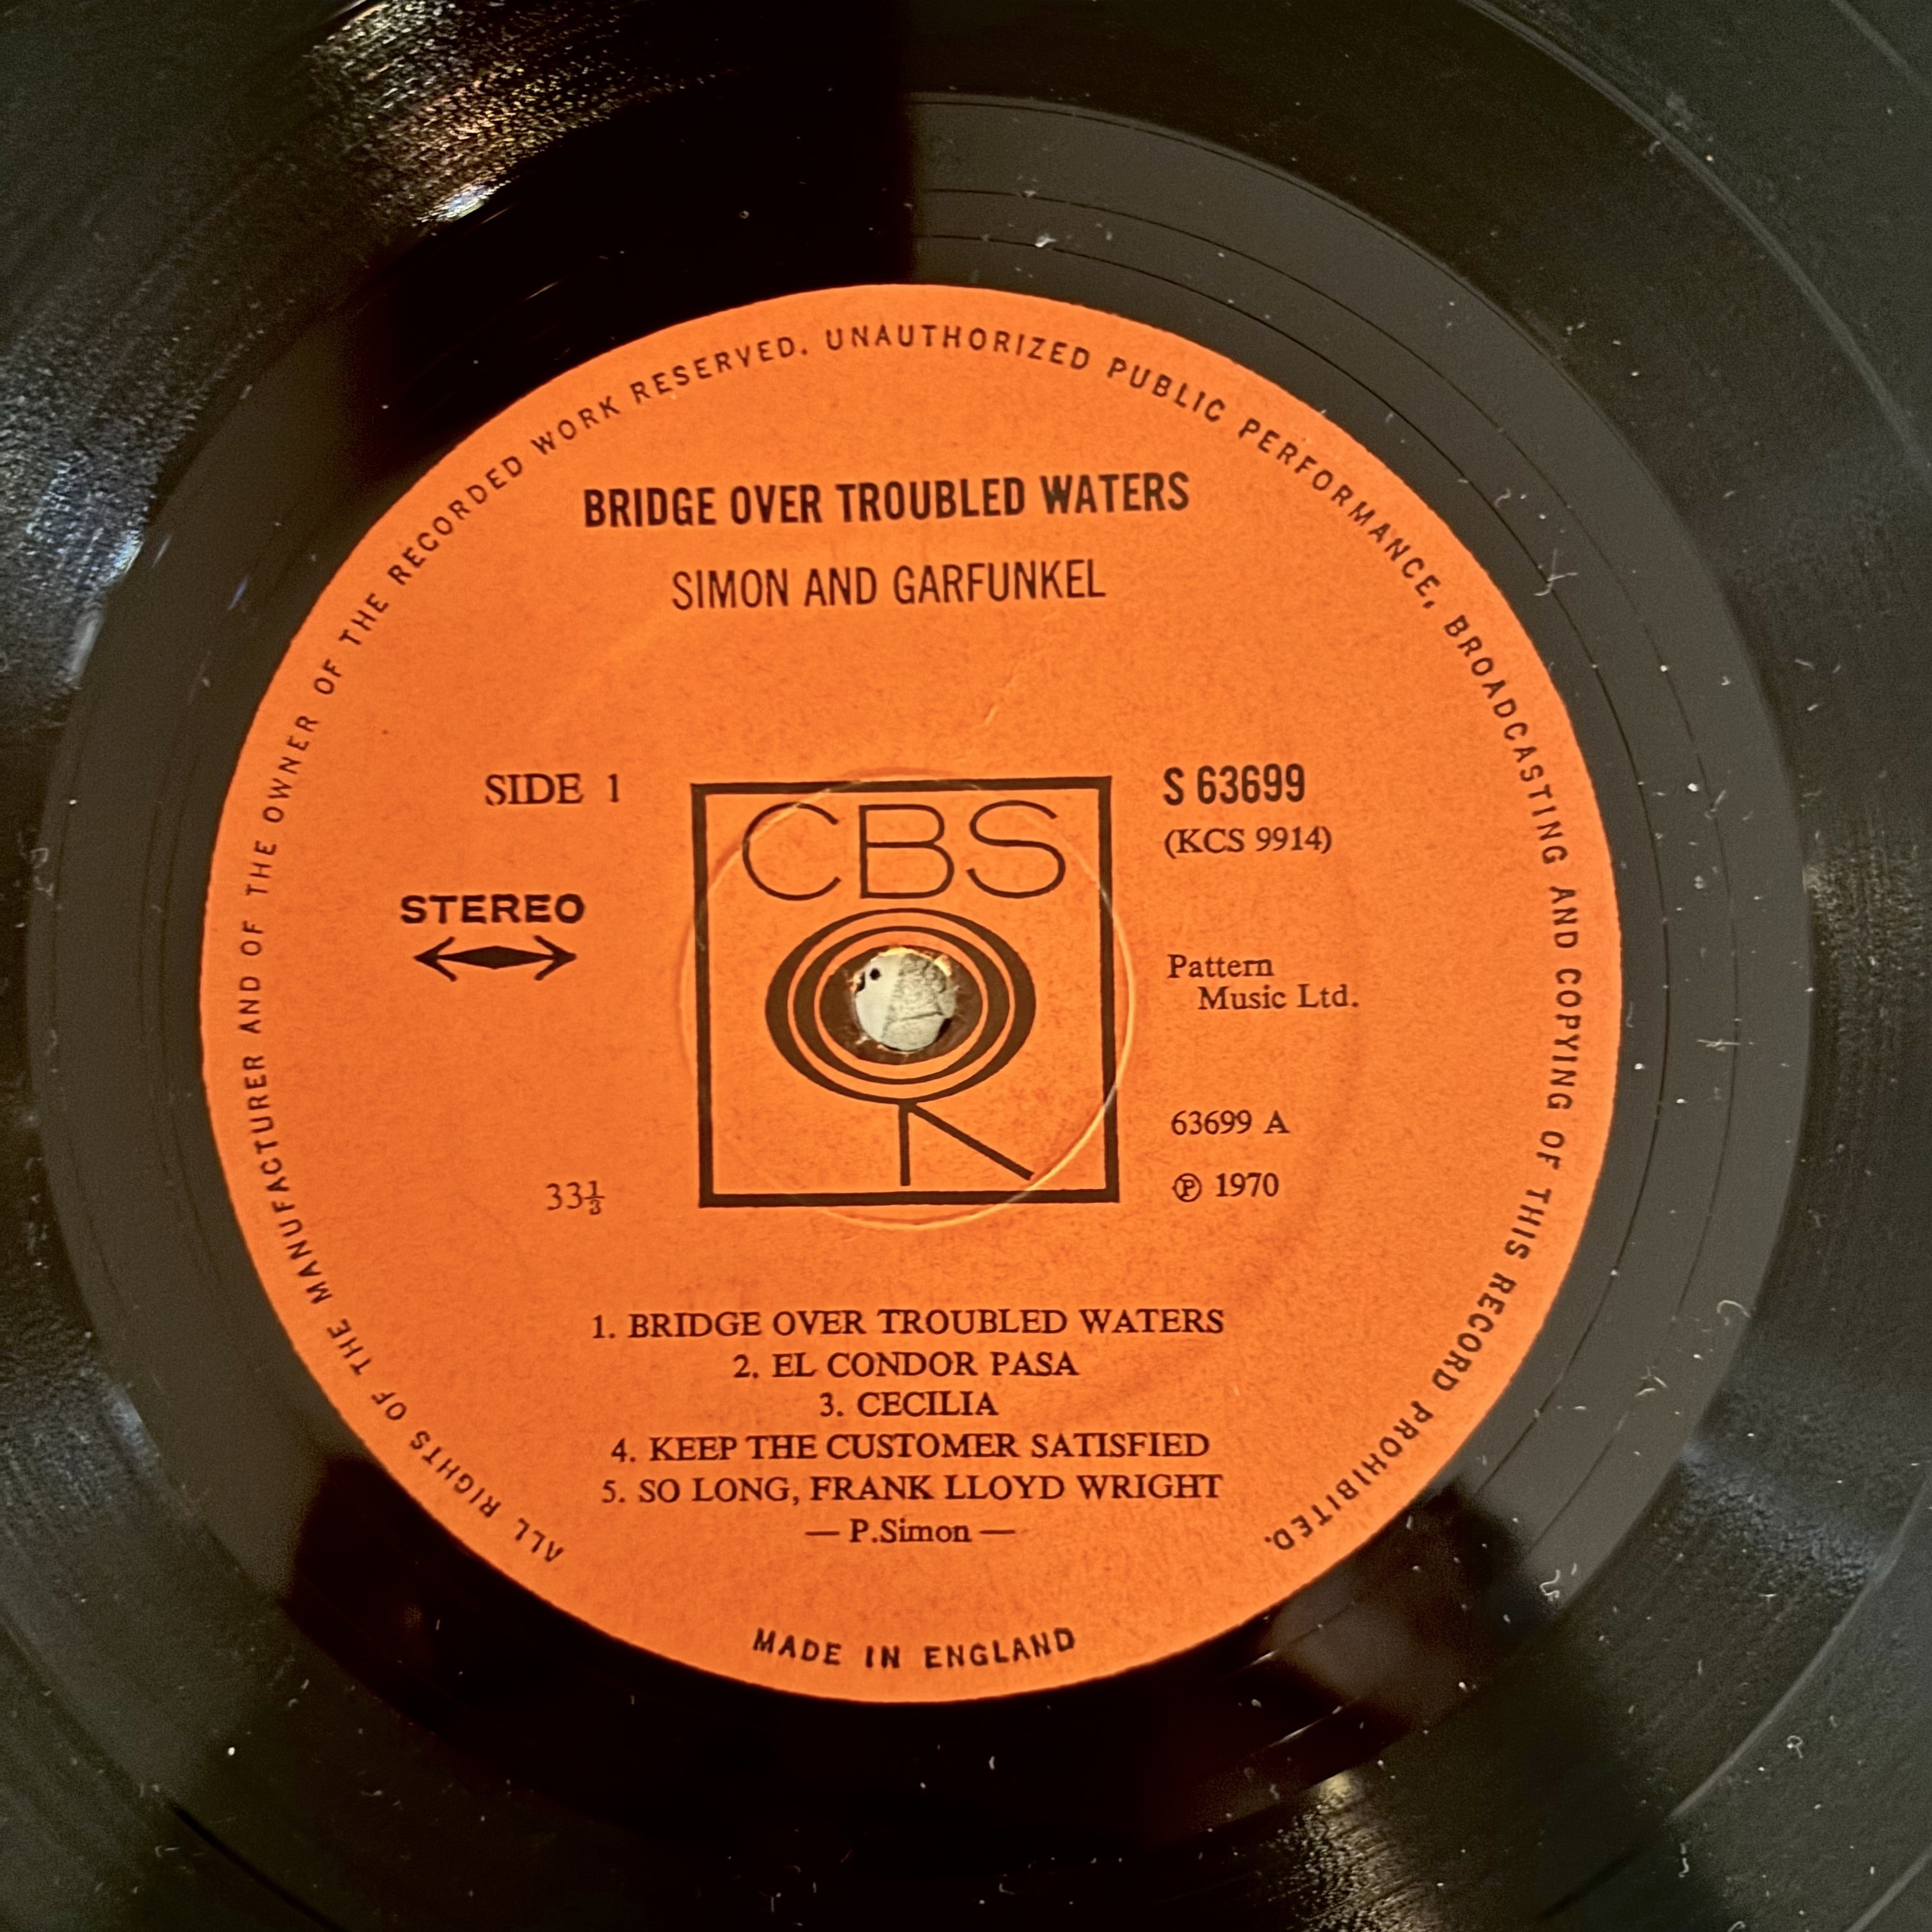 ALL RIGHTS OF THE MANUFACTURER AND OF THE OWNER OF THE RECORDED WORK RESERVED. UNAUTHORIZED PUBLIC PERFORMANCE, BROADCASTING AND COPYING OF THIS RECORD PROHIBITED.
BRIDGE OVER TROUBLED WATERS
SIMON AND GARFUNKEL
SIDE 1
STEREO
33⅓
CBS
S 63699
(KCS 9914)
Pattern
Music Ltd.
63699 A
℗ 1970
1. BRIDGE OVER TROUBLED WATERS
2. EL CONDOR PASA
3. CECILIA
4. KEEP THE CUSTOMER SATISFIED
5. SO LONG, FRANK LLOYD WRIGHT
— P.Simon —
MADE IN ENGLAND